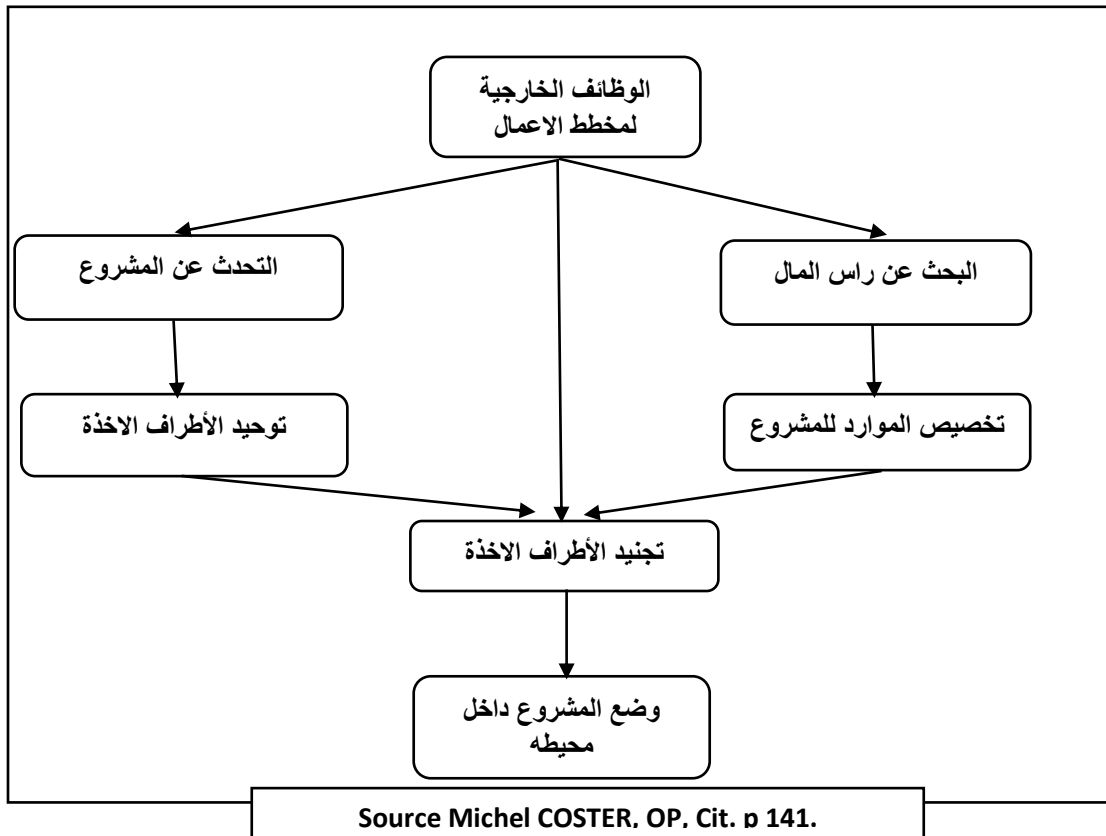 الوظائف الخارجية
لمخطط الاعمال
البحث عن راس المال
التحدث عن المشروع
تخصيص الموارد للمشروع
توحيد الأطراف الاخذة
تجنيد الأطراف الاخذة
وضع المشروع داخل
محيطه
Source Michel COSTER, OP, Cit. p 141.